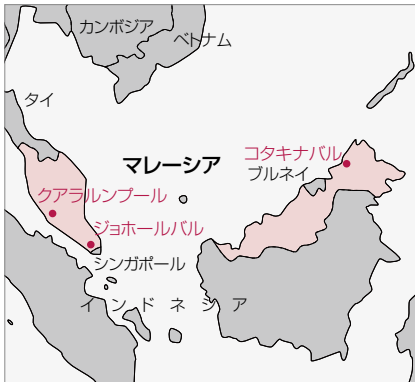 カンボジア
ベトナム
タイ
マレーシア
コタキナバル
ブルネイ
クアラルンプール
ジョホールバル
シンガポール
インドネシア